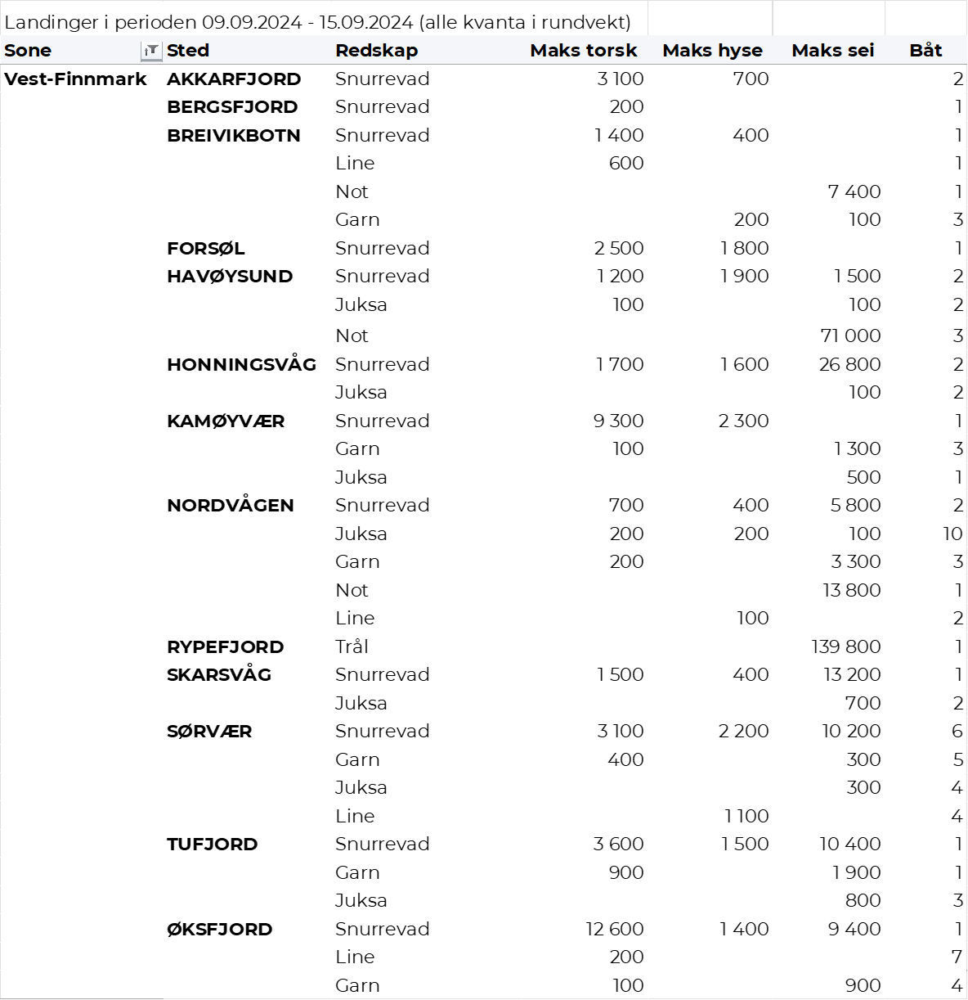 Landinger i perioden 09.09.2024 - 15.09.2024 (alle kvanta i rundvekt)
Sone Sted Redskap Maks torsk Maks hyse Maks sei Båt
Vest-Finnmark AKKARFJORD Snurrevad 3 100 700 2
BERGSFJORD Snurrevad 200 1
BREIVIKBOTN Snurrevad 1 400 400 1
Line 600 1
Not 7 400 1
Garn 200 100 3
FORSØL Snurrevad 2 500 1 800 1
HAVØYSUND Snurrevad 1 200 1 900 1 500 2
Juksa 100 100 2
Not 71 000 3
HONNINGSVÅG Snurrevad 1 700 1 600 26 800 2
Juksa 100 2
KAMØYVÆR Snurrevad 9 300 2 300 1
Garn 100 1 300 3
Juksa 500 1
NORDVÅGEN Snurrevad 700 400 5 800 2
Juksa 200 200 100 10
Garn 200 3 300 3
Not 13 800 1
Line 100 2
RYPEFJORD Trål 139 800 1
SKARSVÅG Snurrevad 1 500 400 13 200 1
Juksa 700 2
SØRVÆR Snurrevad 3 100 2 200 10 200 6
Garn 400 300 5
Juksa 300 4
Line 1 100 4
TUFJORD Snurrevad 3 600 1 500 10 400 1
Garn 900 1 900 1
Juksa 800 3
ØKSFJORD Snurrevad 12 600 1 400 9 400 1
Line 200 7
Garn 100 900 4